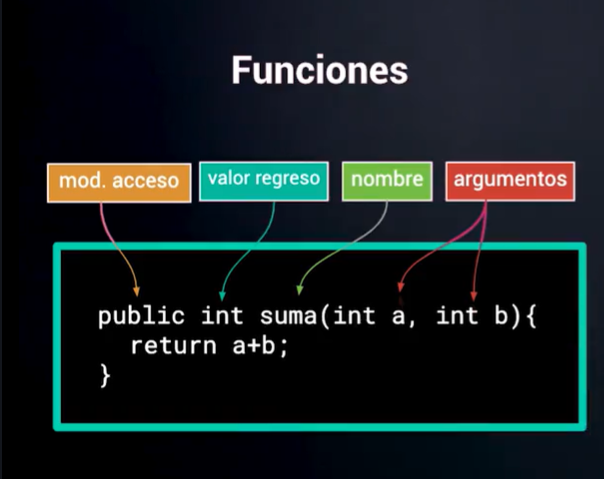 Funciones
mod. acceso valor regreso nombre argumentos
public int suma(int a, int b){
return a+b;
}